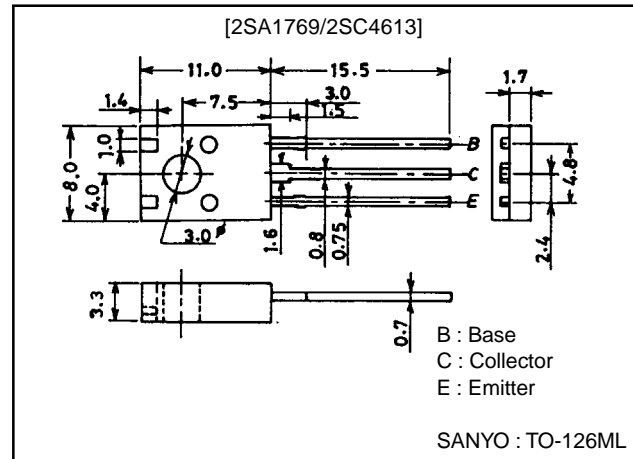 [2SA1769/2SC4613]
11.0
15.5
1.7
1.4
7.5
3.0
1.5
B
1.0
8.0
4.0
C
4.8
E
3.0 ø
1.6
0.8
0.75
2.4
3.3
0.7
B : Base
C : Collector
E : Emitter
SANYO : TO-126ML